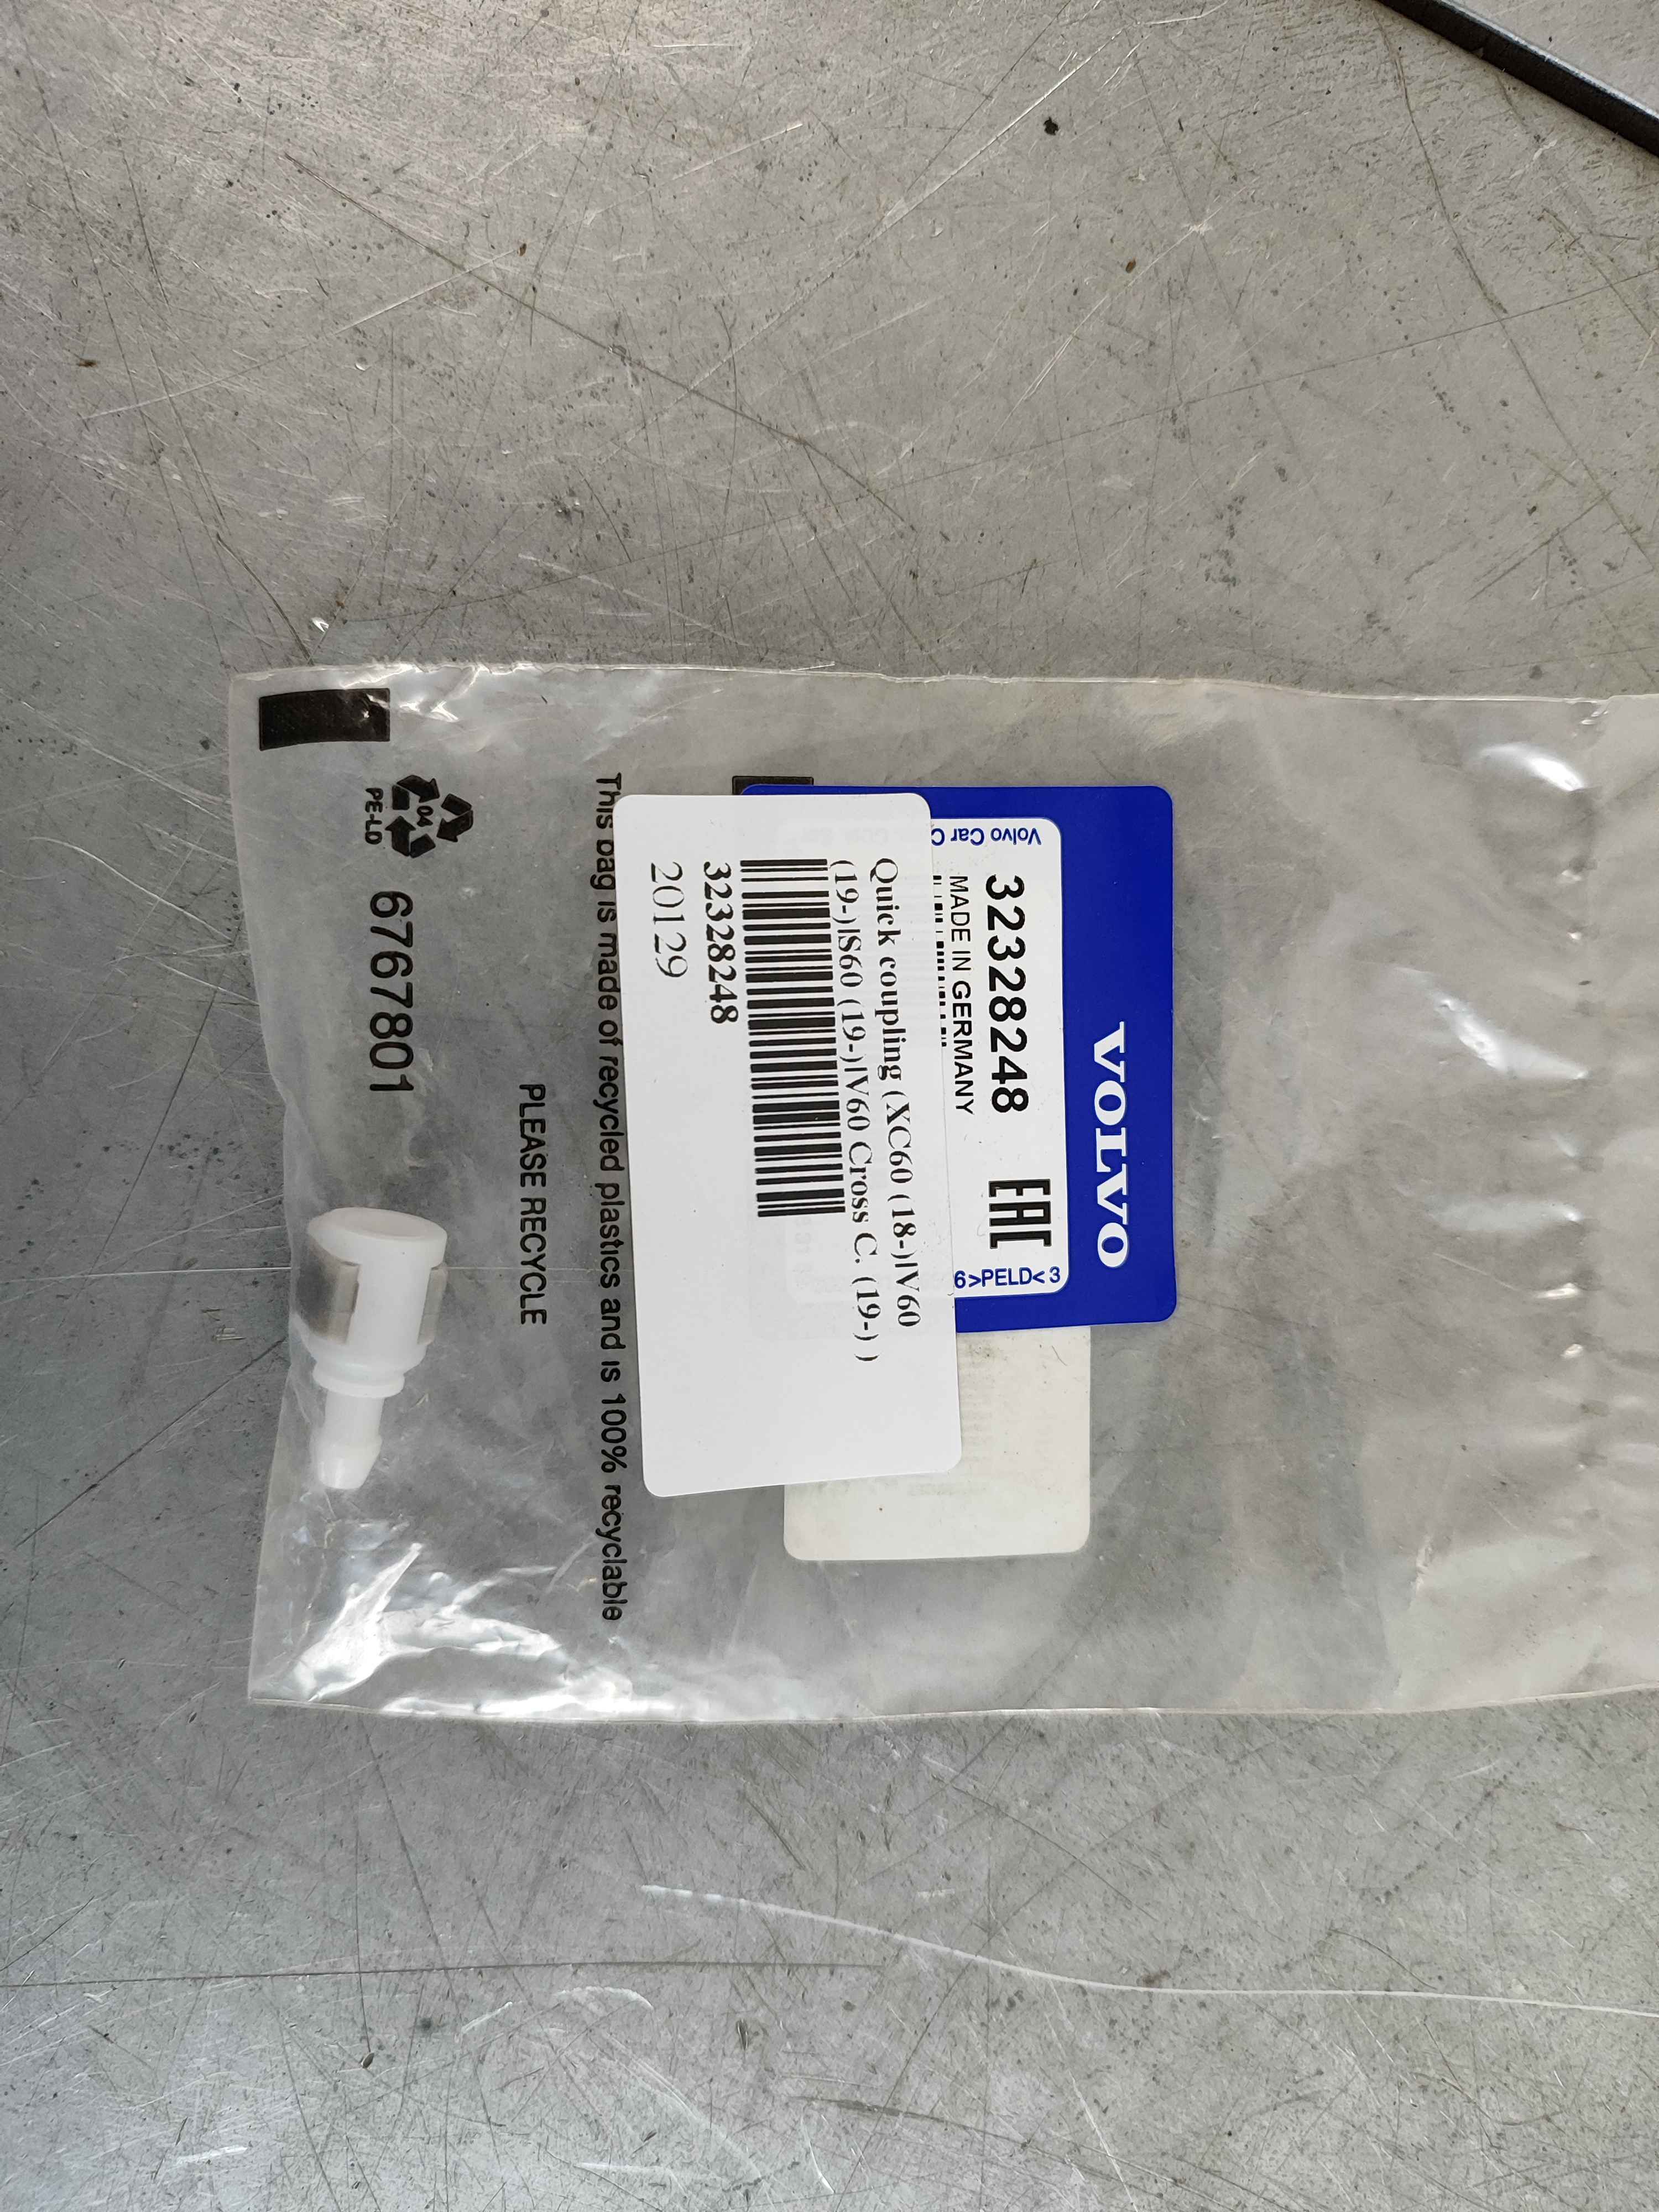 VOLVO
32328248
EAC
MADE IN GERMANY
Volvo Car
6>PELD<3
Quick coupling (XC60 (18-)|V60
(19-)|S60 (19-)|V60 Cross C. (19-) )
32328248
201129
This bag is made of recycled plastics and is 100% recyclable
PLEASE RECYCLE
04
PE-LD
6767801